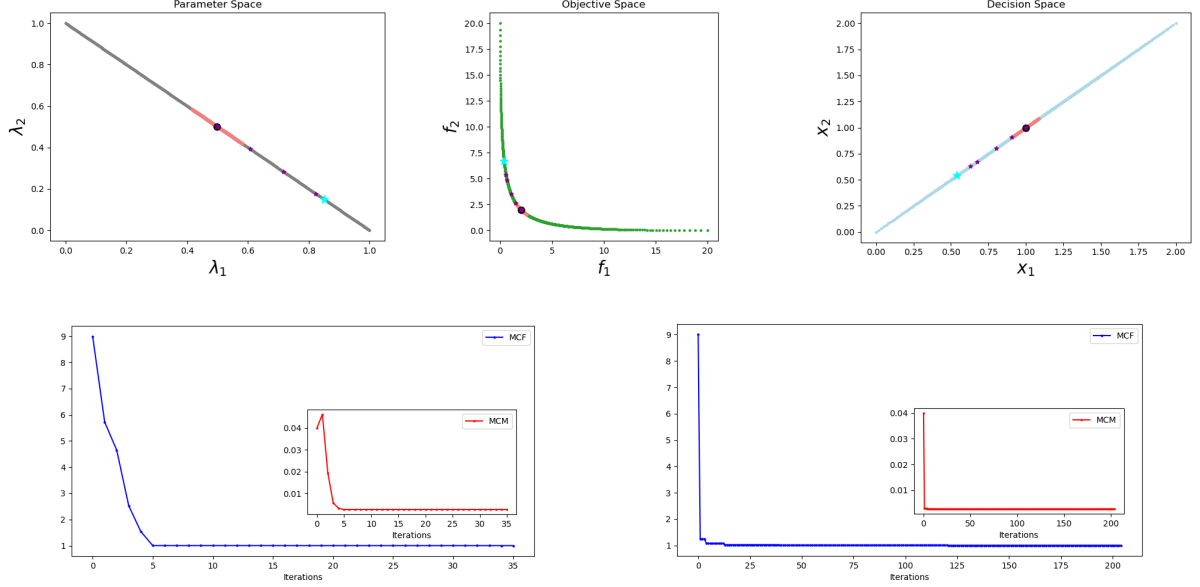 Parameter Space
1.0
0.8
0.6
0.4
0.2
0.0
λ2
0.0 0.2 0.4 0.6 0.8 1.0
λ1
Objective Space
20.0
17.5
15.0
12.5
10.0
7.5
5.0
2.5
0.0
f2
0 5 10 15 20
f1
Decision Space
2.00
1.75
1.50
1.25
1.00
0.75
0.50
0.25
0.00
x2
0.00 0.25 0.50 0.75 1.00 1.25 1.50 1.75 2.00
x1
9
8
7
6
5
4
3
2
1
MCF
0 5 10 15 20 25 30 35
Iterations
0.04
0.03
0.02
0.01
MCM
0 5 10 15 20 25 30 35
Iterations
9
8
7
6
5
4
3
2
1
MCF
0 25 50 75 100 125 150 175 200
Iterations
0.04
0.03
0.02
0.01
MCM
0 50 100 150 200
Iterations